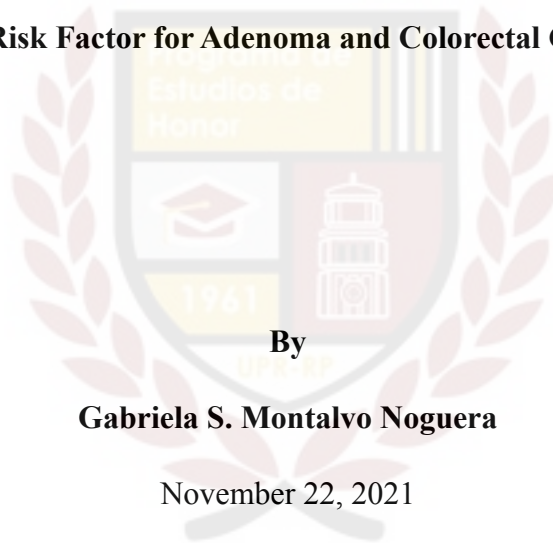 Risk Factor for Adenoma and Colorectal
Programa de
Estudios de
Honor
1961
By
UPR-RP
Gabriela S. Montalvo Noguera
November 22, 2021